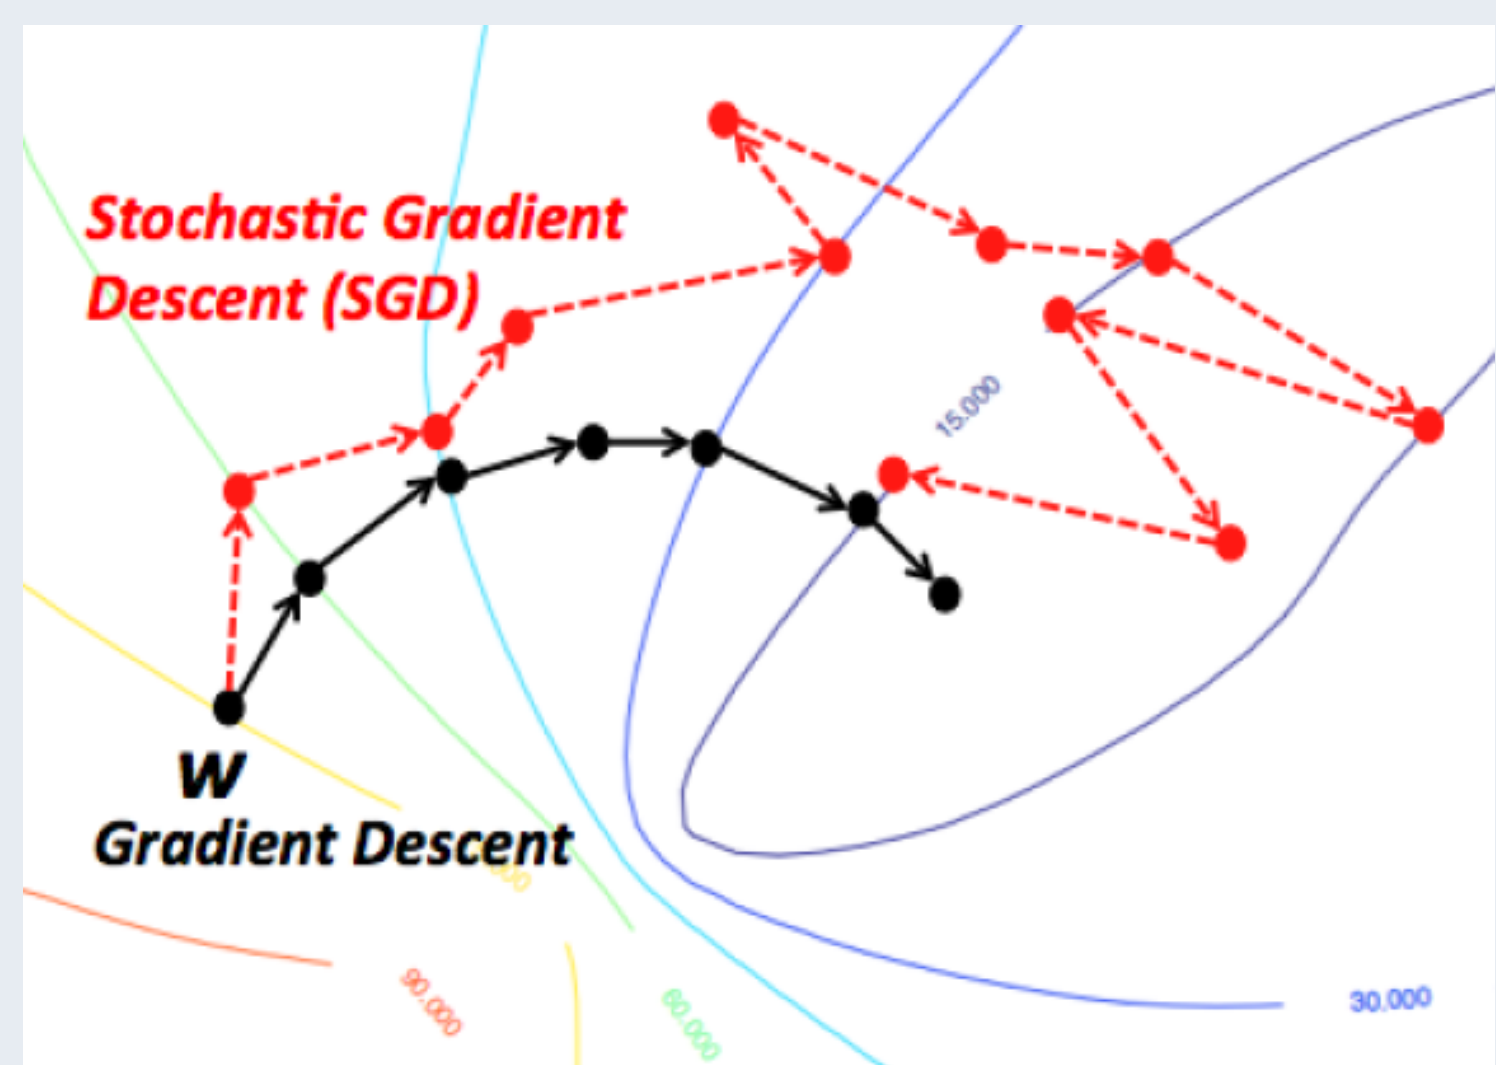 Stochastic Gradient
Descent (SGD)
15.000
W
Gradient Descent
90.000
60.000
30.000